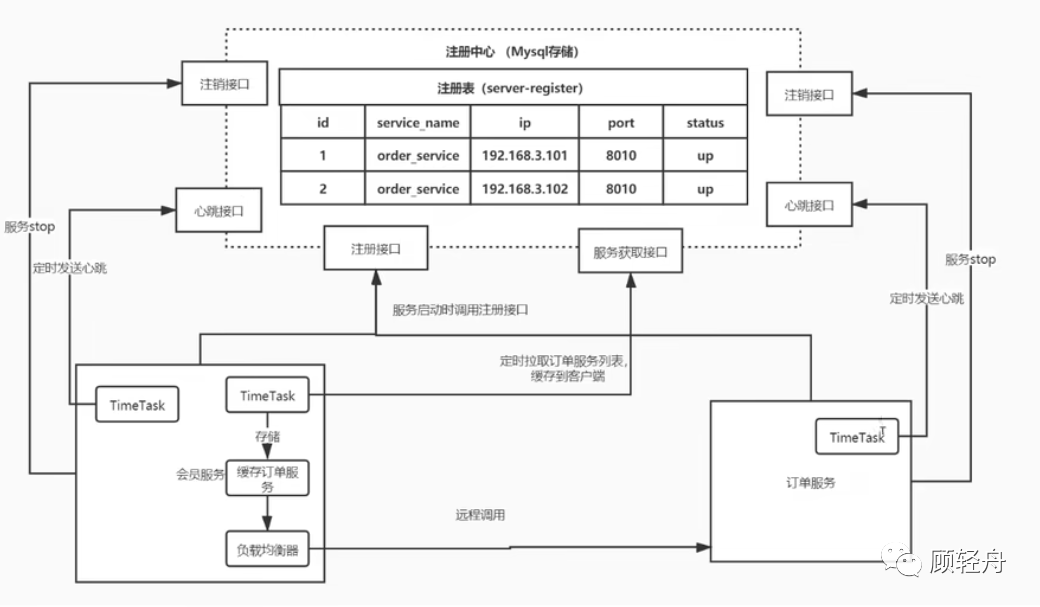 注册中心 （Mysql存储）
注销接口
注册表（server-register）
注销接口
id service_name ip port status
1 order_service 192.168.3.101 8010 up
2 order_service 192.168.3.102 8010 up
心跳接口
心跳接口
服务stop
注册接口
服务获取接口
服务stop
定时发送心跳
定时发送心跳
服务启动时调用注册接口
定时拉取订单服务列表，
缓存到客户端
TimeTask
TimeTask
TimeTask
存储
会员服务
缓存订单服
务
订单服务
远程调用
负载均衡器
顾轻舟